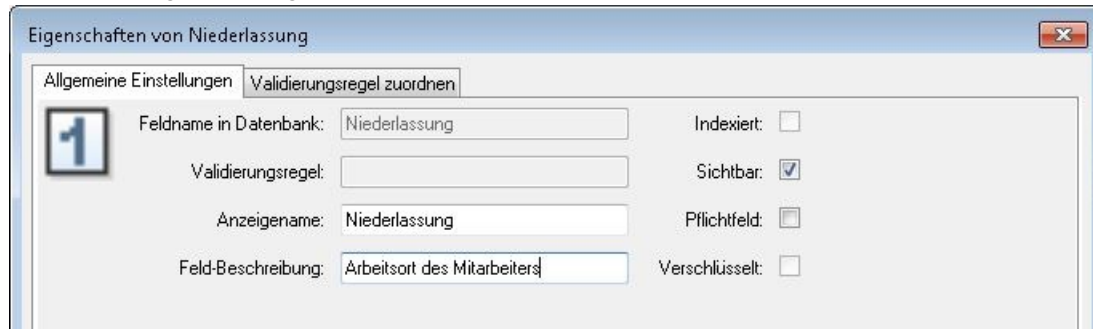 Eigenschaften von Niederlassung
Allgemeine Einstellungen Validierungsregel zuordnen
1 Feldname in Datenbank: Niederlassung Indexiert:
Validierungsregel: Sichtbar:
Anzeigename: Niederlassung Pflichtfeld:
Feld-Beschreibung: Arbeitsort des Mitarbeiters Verschlüsselt: